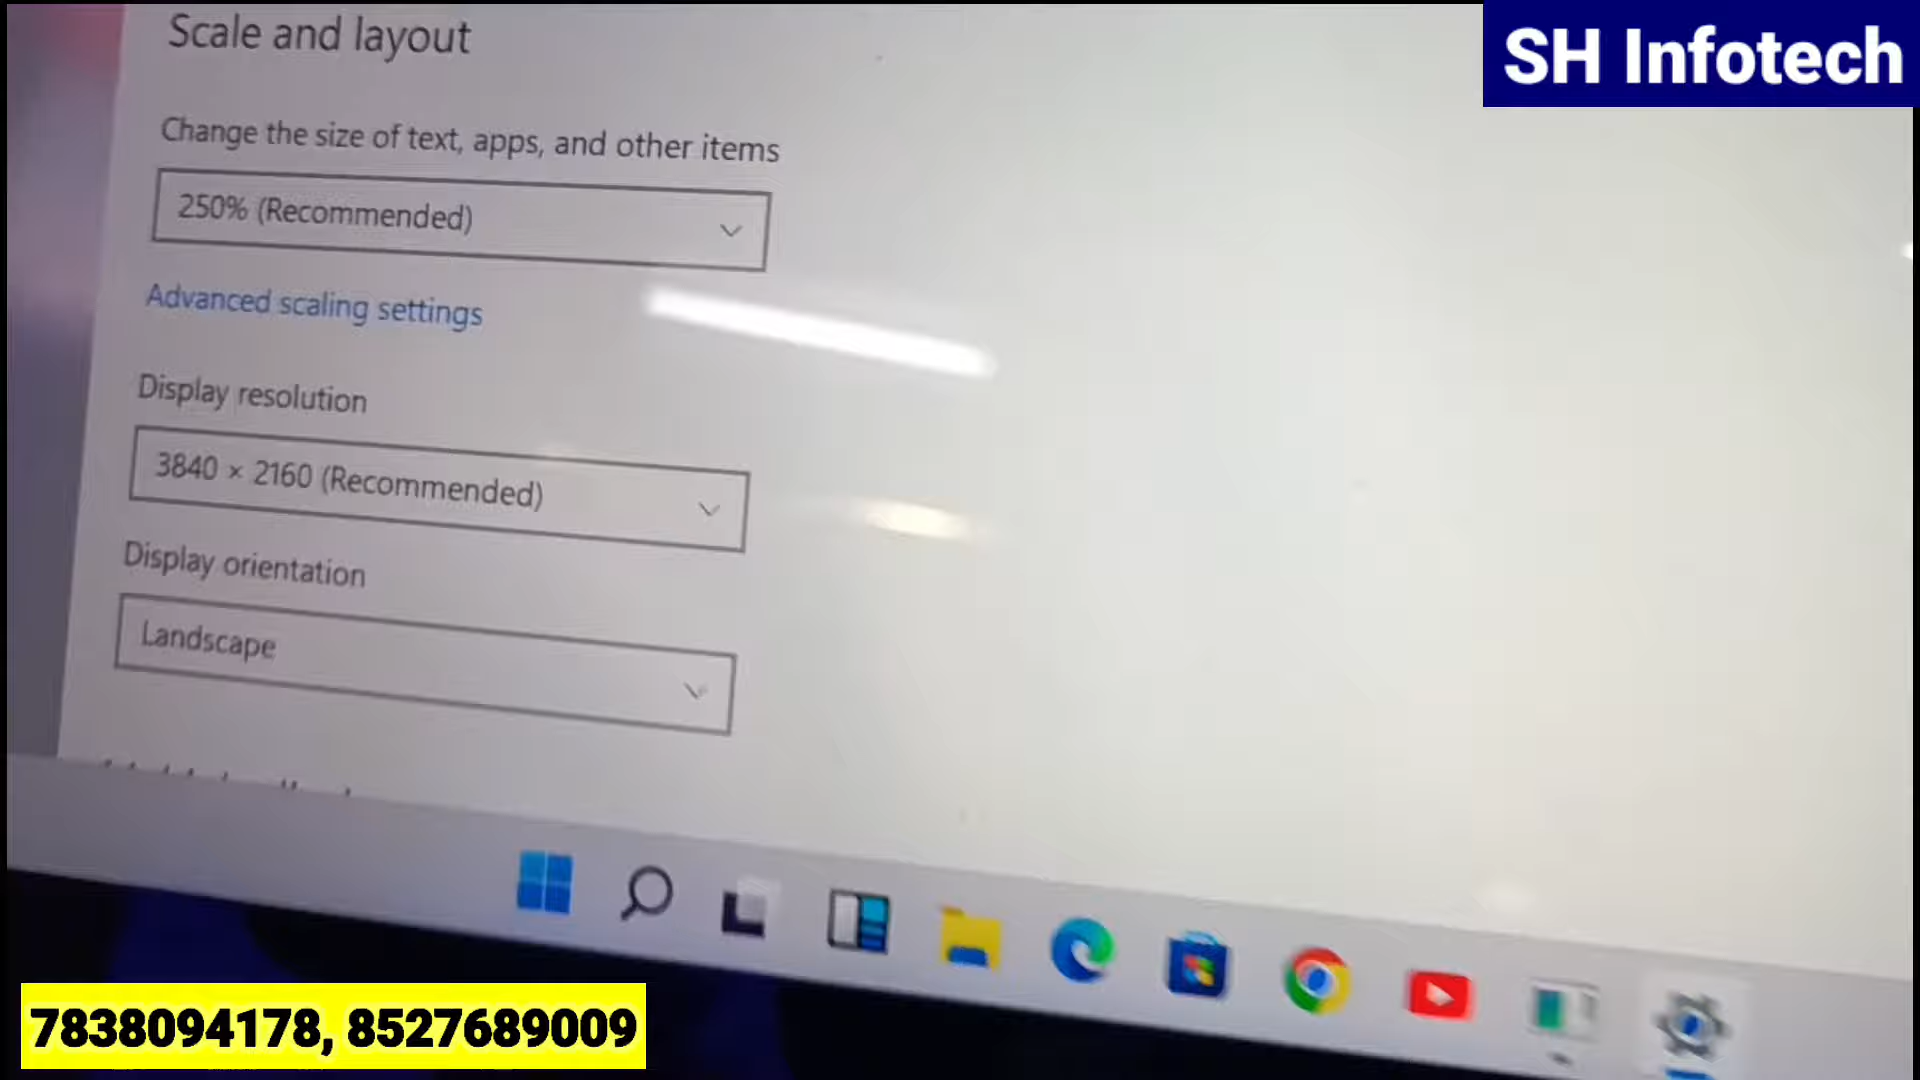 Scale and layout
SH Infotech
Change the size of text, apps, and other items
250% (Recommended)
Advanced scaling settings
Display resolution
3840 × 2160 (Recommended)
Display orientation
Landscape
7838094178, 8527689009